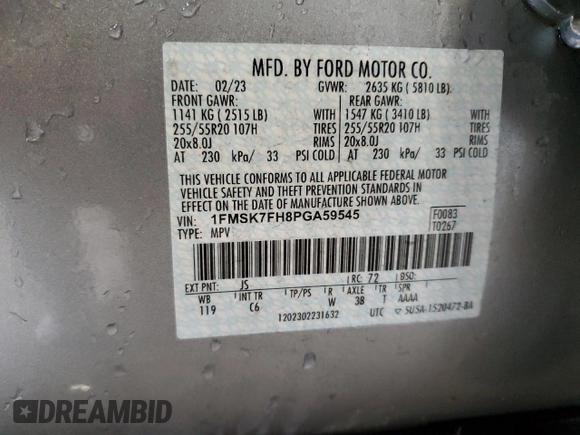 MFD. BY FORD MOTOR CO.
DATE: 02/23 GVWR: 2635 KG ( 5810 LB)
FRONT GAWR: REAR GAWR:
1141 KG ( 2515 LB) WITH 1547 KG ( 3410 LB) WITH
255/55R20 107H TIRES 255/55R20 107H TIRES
20x8.0J RIMS 20x8.0J RIMS
AT 230 kPa/ 33 PSI COLD AT 230 kPa/ 33 PSI COLD
THIS VEHICLE CONFORMS TO ALL APPLICABLE FEDERAL MOTOR
VEHICLE SAFETY AND THEFT PREVENTION STANDARDS IN
EFFECT ON THE DATE OF MANUFACTURE SHOWN ABOVE.
VIN: 1FMSK7FH8PGA59545 F0083
TYPE: MPV T0267
EXT PNT: JS RC: 72 DSO:
WB INT TR TP/PS R AXLE TR SPR
119 C6 W 38 T AAAA
1202302231632 UTC 5USA-1520472-BA
DREAMBID